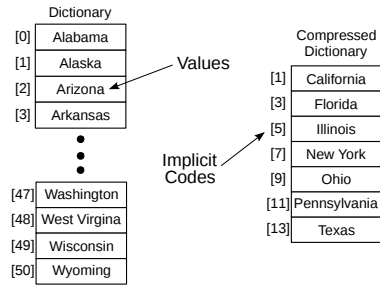 Dictionary
[0] Alabama
[1] Alaska
[2] Arizona
[3] Arkansas
[47] Washington
[48] West Virgina
[49] Wisconsin
[50] Wyoming
Values
Implicit
Codes
Compressed
Dictionary
[1] California
[3] Florida
[5] Illinois
[7] New York
[9] Ohio
[11] Pennsylvania
[13] Texas